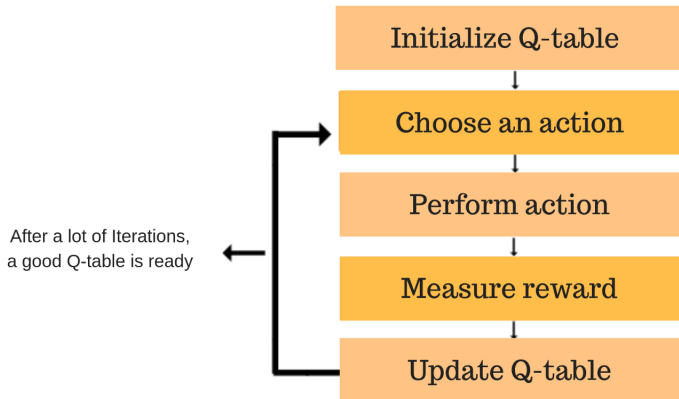 Initialize Q-table
Choose an action
Perform action
After a lot of Iterations,
a good Q-table is ready
Measure reward
Update Q-table